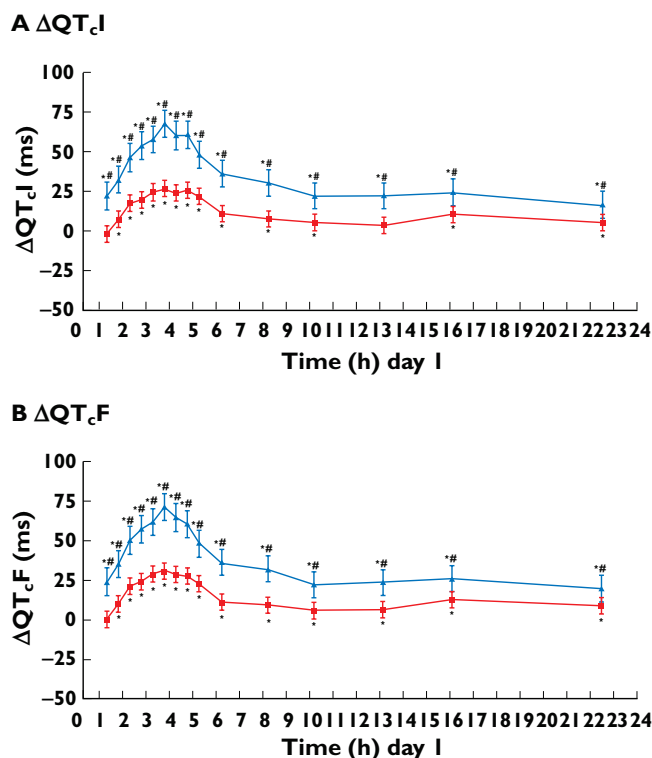 A ΔQTcI
*# *# *# *# *# *# *# *# *# *# *# *# *# *# *#
100
75
50
25
0
−25
−50
ΔQTcI (ms)
* * * * * * * * * * * * *
0 1 2 3 4 5 6 7 8 9 10 11 12 13 14 15 16 17 18 19 20 21 22 23 24
Time (h) day 1
B ΔQTcF
*# *# *# *# *# *# *# *# *# *# *# *# *# *# *#
100
75
50
25
0
−25
−50
ΔQTcF (ms)
* * * * * * * * * * * * * *
0 1 2 3 4 5 6 7 8 9 10 11 12 13 14 15 16 17 18 19 20 21 22 23 24
Time (h) day 1